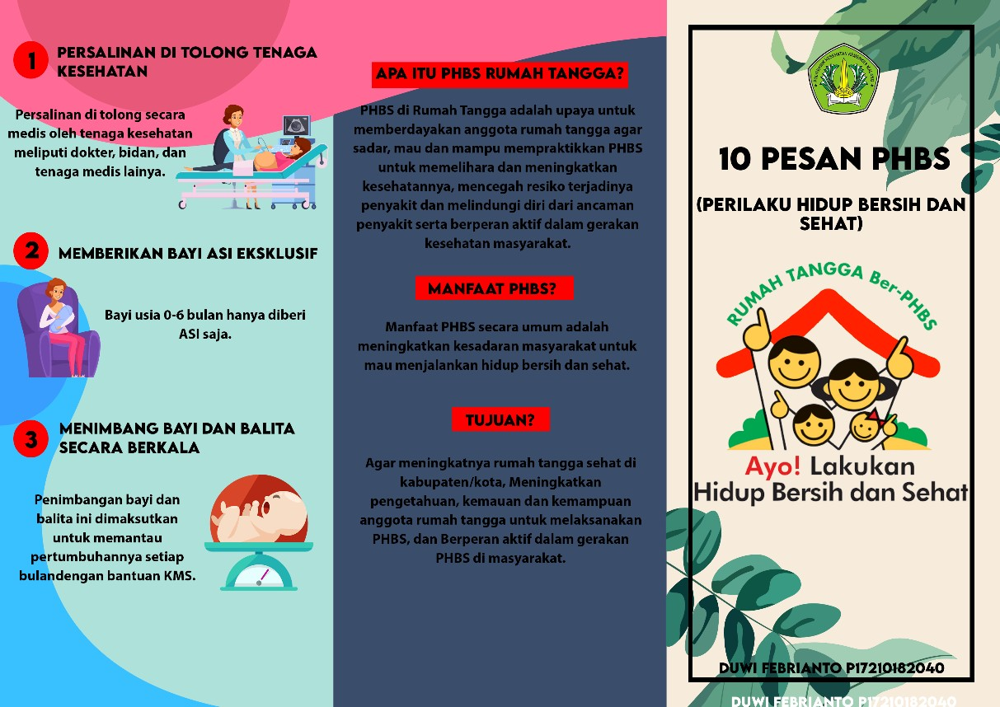 1
PERSALINAN DI TOLONG TENAGA
KESEHATAN
Persalinan di tolong secara
medis oleh tenaga kesehatan
meliputi dokter, bidan, dan
tenaga medis lainya.
2
MEMBERIKAN BAYI ASI EKSKLUSIF
Bayi usia 0-6 bulan hanya diberi
ASI saja.
3
MENIMBANG BAYI DAN BALITA
SECARA BERKALA
Penimbangan bayi dan
balita ini dimaksutkan
untuk memantau
pertumbuhannya setiap
bulandengan bantuan KMS.
APA ITU PHBS RUMAH TANGGA?
PHBS di Rumah Tangga adalah upaya untuk
memberdayakan anggota rumah tangga agar
sadar, mau dan mampu mempraktikkan PHBS
untuk memelihara dan meningkatkan
kesehatannya, mencegah resiko terjadinya
penyakit dan melindungi diri dari ancaman
penyakit serta berperan aktif dalam gerakan
kesehatan masyarakat.
MANFAAT PHBS?
Manfaat PHBS secara umum adalah
meningkatkan kesadaran masyarakat untuk
mau menjalankan hidup bersih dan sehat.
TUJUAN?
Agar meningkatnya rumah tangga sehat di
kabupaten/kota, Meningkatkan
pengetahuan, kemauan dan kemampuan
anggota rumah tangga untuk melaksanakan
PHBS, dan Berperan aktif dalam gerakan
PHBS di masyarakat.
10 PESAN PHBS
(PERILAKU HIDUP BERSIH DAN
SEHAT)
RUMAH TANGGA Ber-PHBS
Ayo! Lakukan
Hidup Bersih dan Sehat
DUWI FEBRIANTO P17210182040
DUWI FEBRIANTO P17210182040